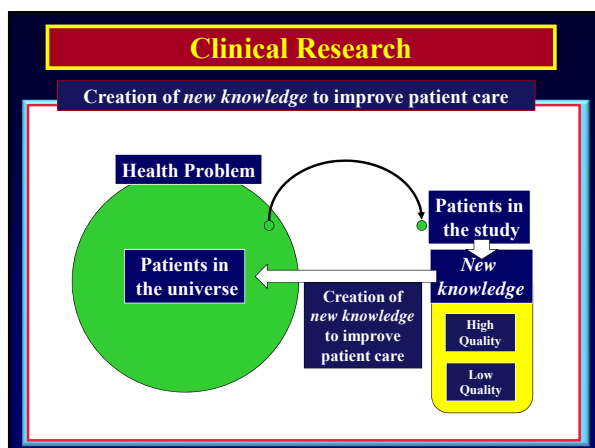 Clinical Research
Creation of new knowledge to improve patient care
Health Problem
Patients in
the study
Patients in
the universe
New
knowledge
Creation of
new knowledge
to improve
patient care
High
Quality
Low
Quality